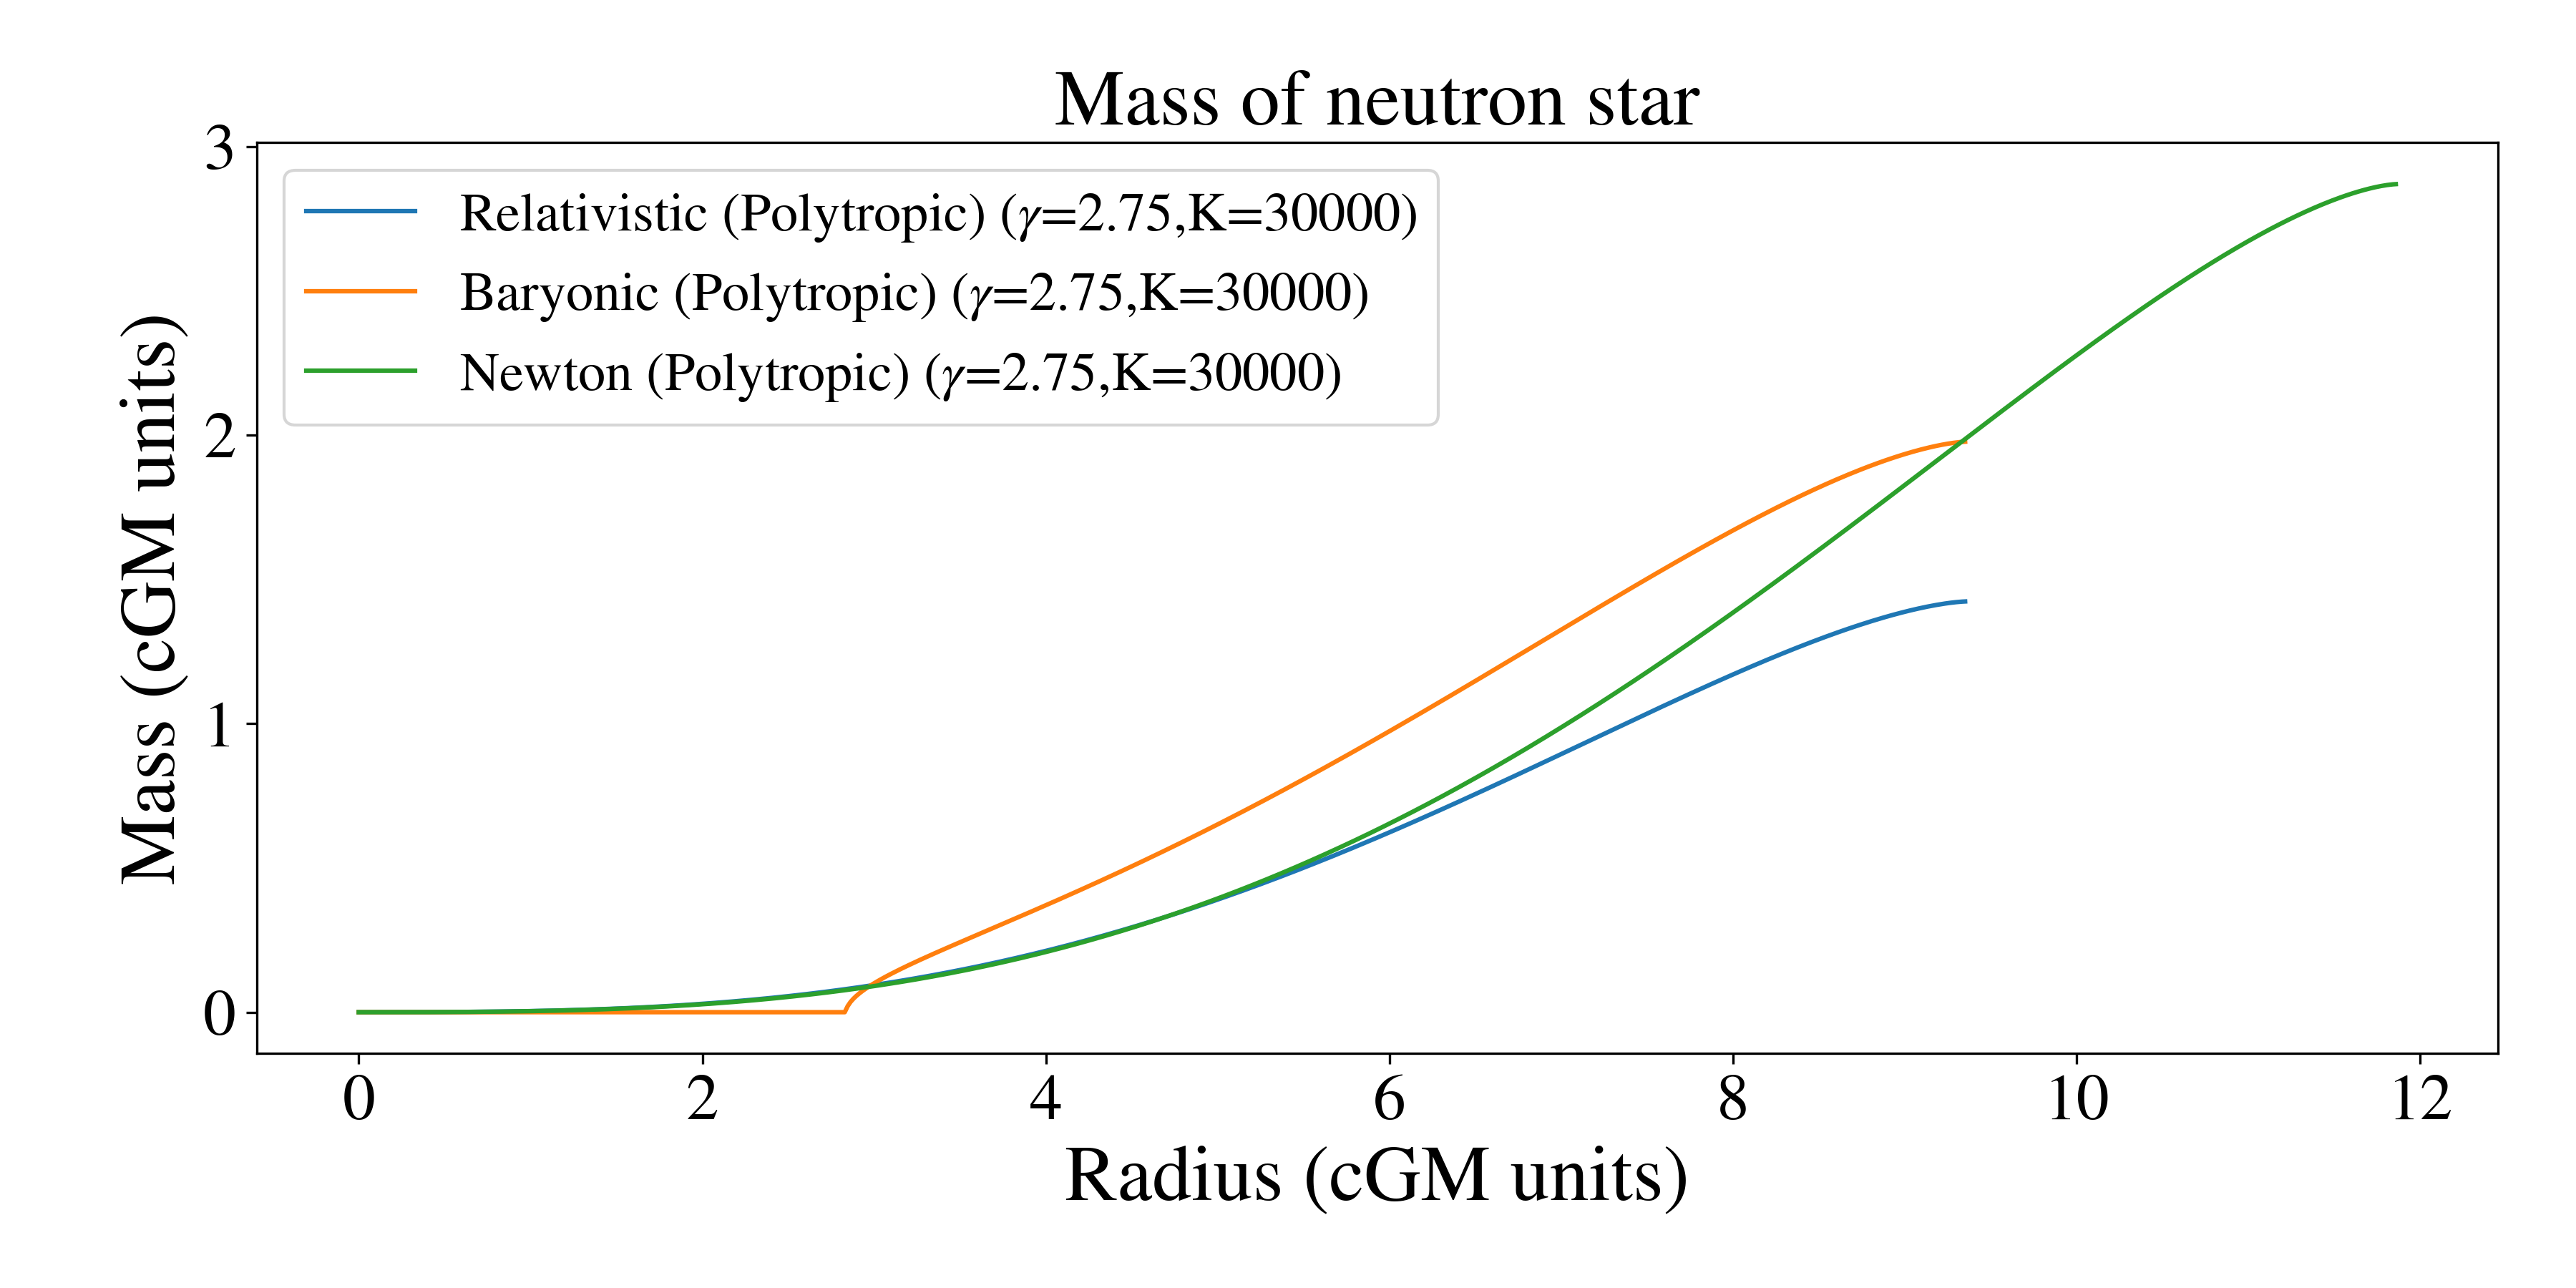 Mass of neutron star
3
Relativistic (Polytropic) (γ=2.75,K=30000)
Baryonic (Polytropic) (γ=2.75,K=30000)
Newton (Polytropic) (γ=2.75,K=30000)
2
1
0
Mass (cGM units)
0 2 4 6 8 10 12
Radius (cGM units)